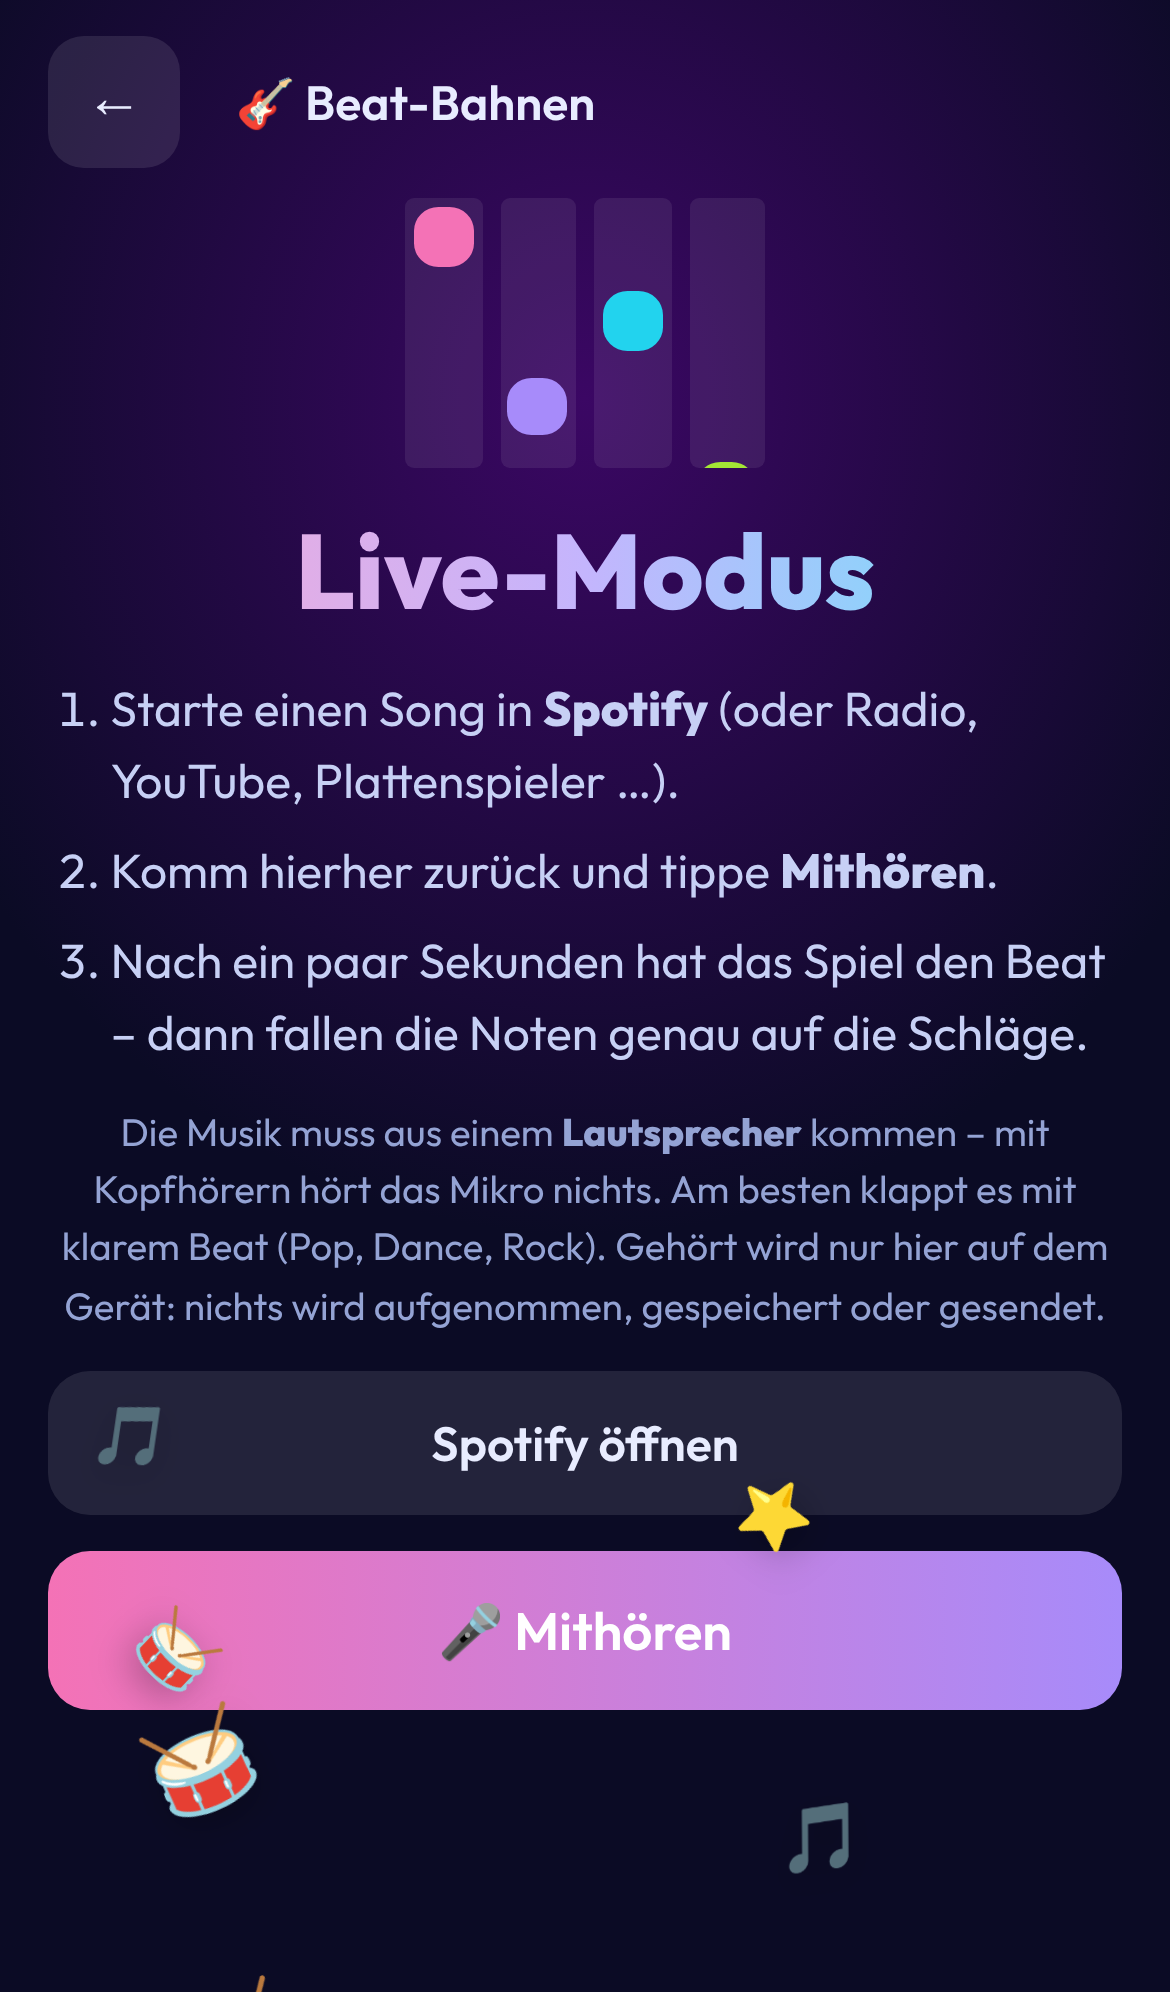 ← 🎸 Beat-Bahnen
Live-Modus
1. Starte einen Song in Spotify (oder Radio,
YouTube, Plattenspieler …).
2. Komm hierher zurück und tippe Mithören.
3. Nach ein paar Sekunden hat das Spiel den Beat
– dann fallen die Noten genau auf die Schläge.
Die Musik muss aus einem Lautsprecher kommen – mit
Kopfhörern hört das Mikro nichts. Am besten klappt es mit
klarem Beat (Pop, Dance, Rock). Gehört wird nur hier auf dem
Gerät: nichts wird aufgenommen, gespeichert oder gesendet.
Spotify öffnen
🎤 Mithören